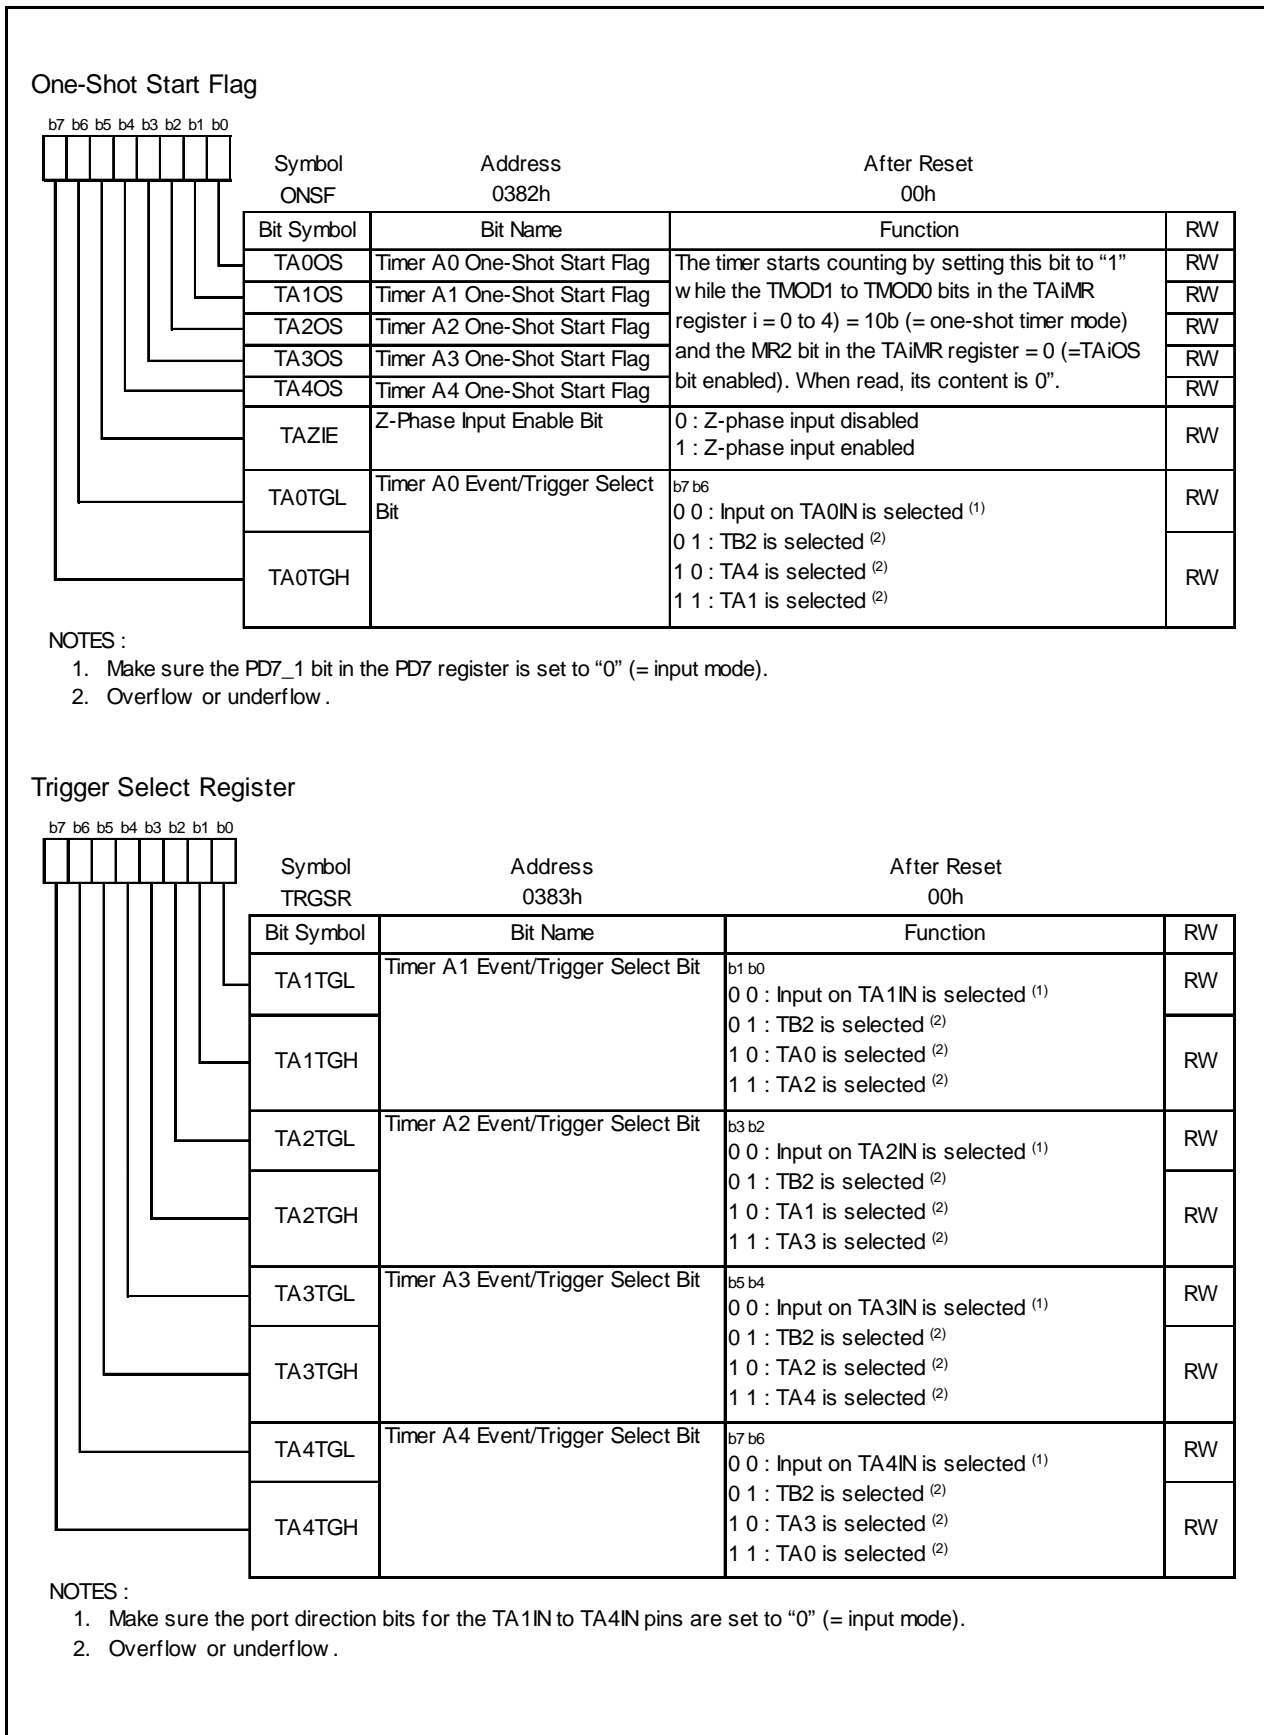 One-Shot Start Flag
b7 b6 b5 b4 b3 b2 b1 b0
Symbol Address After Reset
ONSF 0382h 00h
Bit Symbol Bit Name Function RW
TA0OS Timer A0 One-Shot Start Flag The timer starts counting by setting this bit to “1” RW
TA1OS Timer A1 One-Shot Start Flag while the TMOD1 to TMOD0 bits in the TAiMR RW
TA2OS Timer A2 One-Shot Start Flag register i = 0 to 4) = 10b (= one-shot timer mode) RW
TA3OS Timer A3 One-Shot Start Flag and the MR2 bit in the TAiMR register = 0 (=TAiOS RW
TA4OS Timer A4 One-Shot Start Flag bit enabled). When read, its content is 0”. RW
TAZIE Z-Phase Input Enable Bit 0 : Z-phase input disabled RW
1 : Z-phase input enabled
TA0TGL Timer A0 Event/Trigger Select b7 b6 RW
Bit 0 0 : Input on TA0IN is selected (1)
0 1 : TB2 is selected (2)
TA0TGH 1 0 : TA4 is selected (2) RW
1 1 : TA1 is selected (2)
NOTES :
1. Make sure the PD7_1 bit in the PD7 register is set to “0” (= input mode).
2. Overflow or underflow .
Trigger Select Register
b7 b6 b5 b4 b3 b2 b1 b0
Symbol Address After Reset
TRGSR 0383h 00h
Bit Symbol Bit Name Function RW
TA1TGL Timer A1 Event/Trigger Select Bit b1 b0 RW
0 0 : Input on TA1IN is selected (1)
0 1 : TB2 is selected (2)
TA1TGH 1 0 : TA0 is selected (2) RW
1 1 : TA2 is selected (2)
TA2TGL Timer A2 Event/Trigger Select Bit b3 b2 RW
0 0 : Input on TA2IN is selected (1)
0 1 : TB2 is selected (2)
TA2TGH 1 0 : TA1 is selected (2) RW
1 1 : TA3 is selected (2)
TA3TGL Timer A3 Event/Trigger Select Bit b5 b4 RW
0 0 : Input on TA3IN is selected (1)
0 1 : TB2 is selected (2)
TA3TGH 1 0 : TA2 is selected (2) RW
1 1 : TA4 is selected (2)
TA4TGL Timer A4 Event/Trigger Select Bit b7 b6 RW
0 0 : Input on TA4IN is selected (1)
0 1 : TB2 is selected (2)
TA4TGH 1 0 : TA3 is selected (2) RW
1 1 : TA0 is selected (2)
NOTES :
1. Make sure the port direction bits for the TA1IN to TA4IN pins are set to “0” (= input mode).
2. Overflow or underflow .